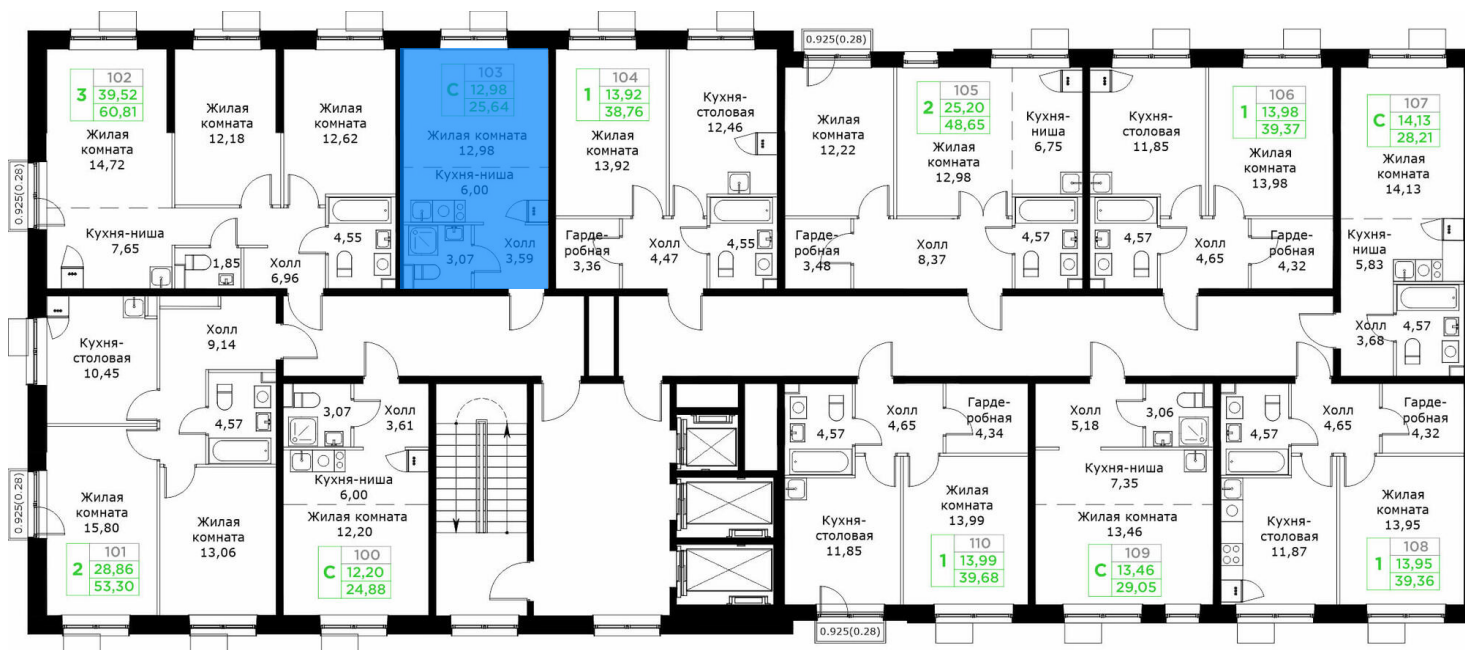 0.925(0.28)
3
102
39,52
60,81
Жилая
комната
14,72
Жилая
комната
12,18
Жилая
комната
12,62
С
103
12,98
25,64
Жилая комната
12,98
Кухня-ниша
6,00
3,07
3,59
1
104
13,92
38,76
Жилая
комната
13,92
Кухня-
столовая
12,46
Жилая
комната
12,22
2
105
25,20
48,65
Жилая
комната
12,98
Кухня-
ниша
6,75
Кухня-
столовая
11,85
1
106
13,98
39,37
Жилая
комната
13,98
С
107
14,13
28,21
Жилая
комната
14,13
0.925(0.28)
Кухня-ниша
7,65
1,85
Холл
6,96
4,55
Гарде-
робная
3,36
Холл
4,47
4,55
Гарде-
робная
3,48
Холл
8,37
4,57
4,57
Холл
4,65
Гарде-
робная
4,32
Кухня-
ниша
5,83
Холл
3,68
4,57
Кухня-
столовая
10,45
Холл
9,14
4,57
3,07
Холл
3,61
Кухня-ниша
6,00
Жилая комната
12,20
С
100
12,20
24,88
0.925(0.28)
Жилая
комната
15,80
2
101
28,86
53,30
Жилая
комната
13,06
4,57
Холл
4,65
Гарде-
робная
4,34
Кухня-
столовая
11,85
Жилая
комната
13,99
1
110
13,99
39,68
0.925(0.28)
Холл
5,18
3,06
Кухня-ниша
7,35
Жилая комната
13,46
С
109
13,46
29,05
4,57
Холл
4,65
Гарде-
робная
4,32
Кухня-
столовая
11,87
Жилая
комната
13,95
1
108
13,95
39,36